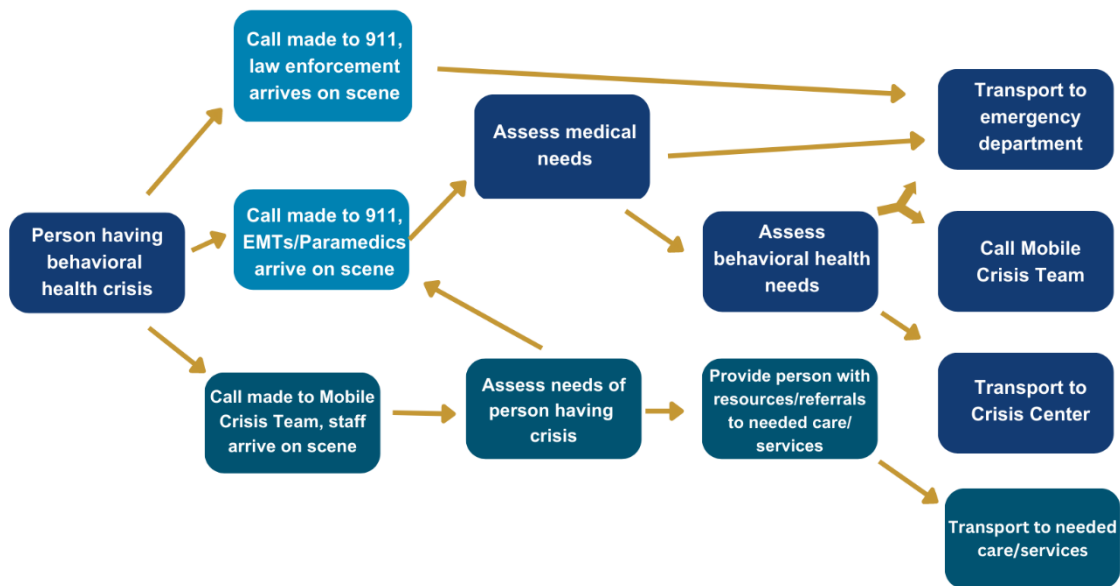 Call made to 911,
law enforcement
arrives on scene
Transport to
emergency
department
Assess medical
needs
Person having
behavioral
health crisis
Call made to 911,
EMTs/Paramedics
arrive on scene
Assess
behavioral health
needs
Call Mobile
Crisis Team
Call made to Mobile
Crisis Team, staff
arrive on scene
Assess needs of
person having
crisis
Provide person with
resources/referrals
to needed care/
services
Transport to
Crisis Center
Transport to needed
care/services